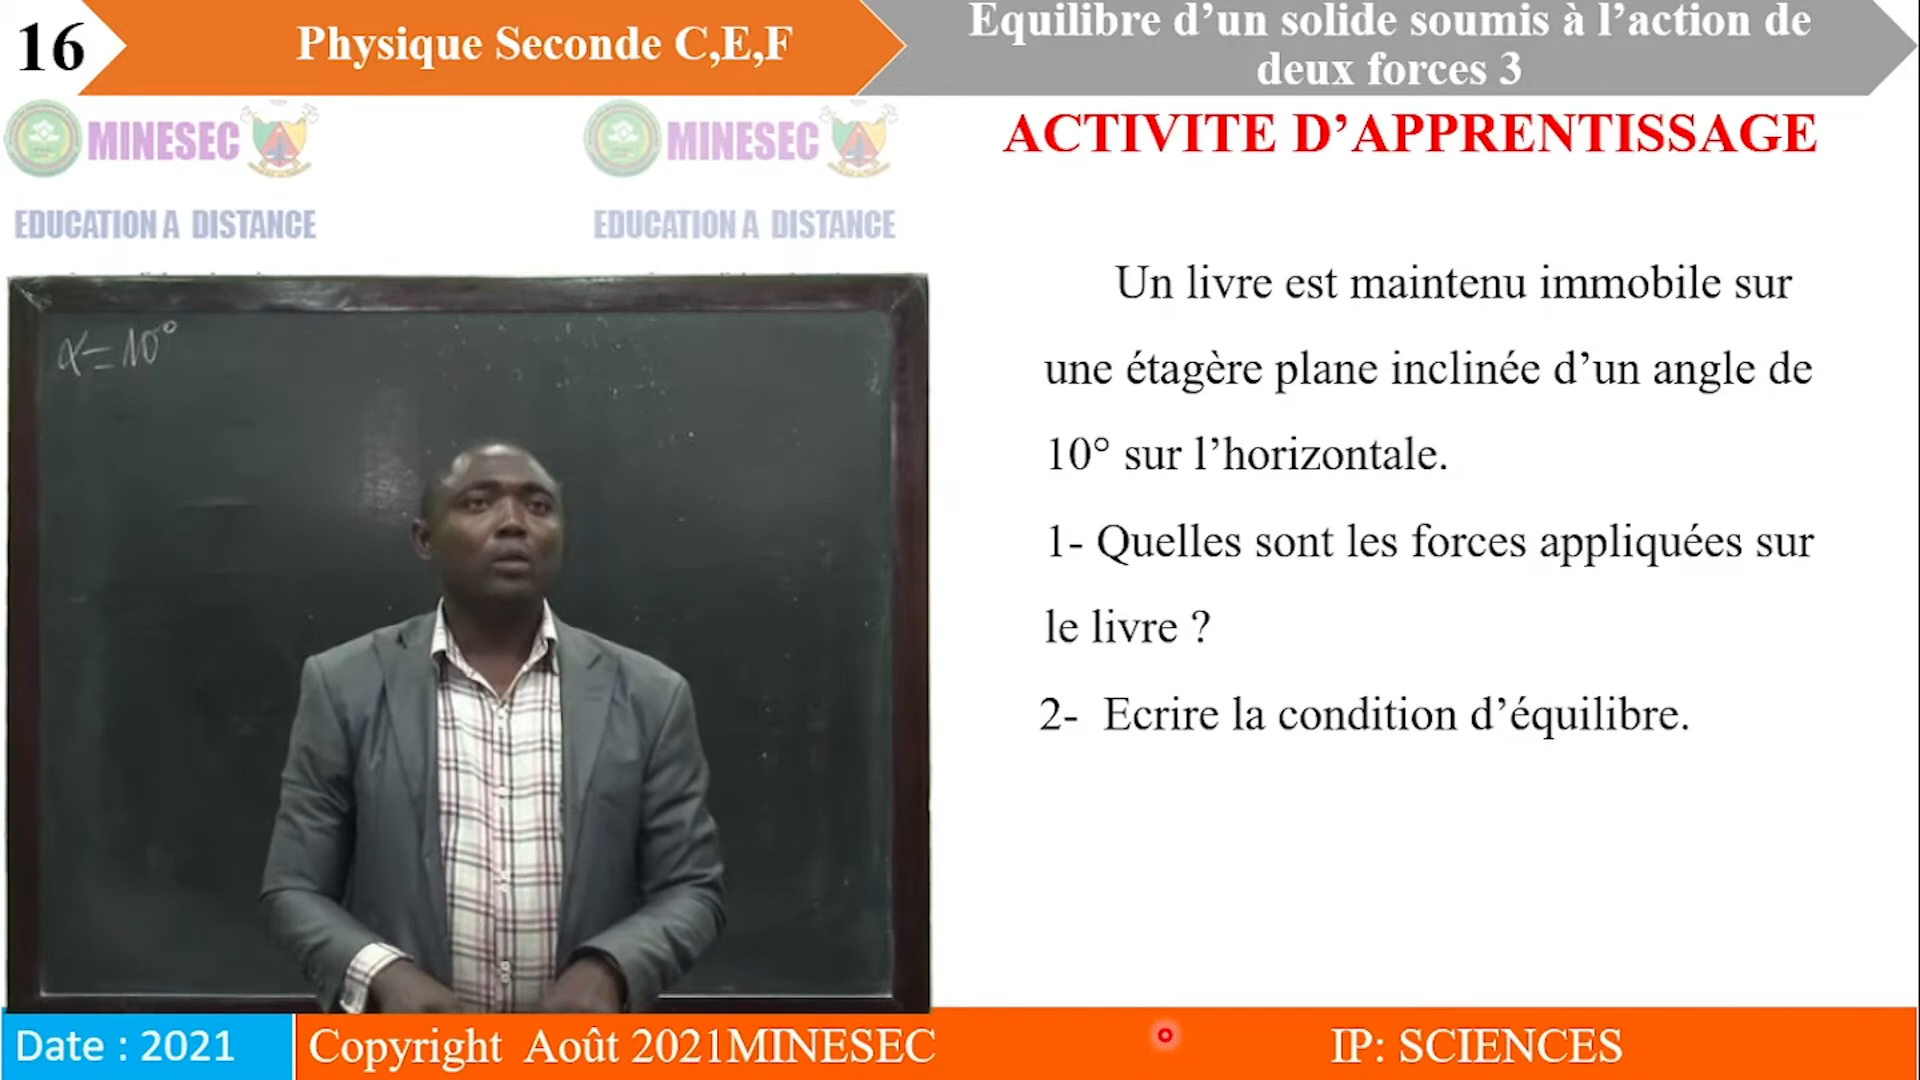 16
Physique Seconde C,E,F
Equilibre d’un solide soumis à l’action de
deux forces 3
MINESEC
MINESEC
EDUCATION A DISTANCE
EDUCATION A DISTANCE
ACTIVITE D’APPRENTISSAGE
α=10°
Un livre est maintenu immobile sur
une étagère plane inclinée d’un angle de
10° sur l’horizontale.
1- Quelles sont les forces appliquées sur
le livre ?
2- Ecrire la condition d’équilibre.
Date : 2021
Copyright Août 2021MINESEC
IP: SCIENCES